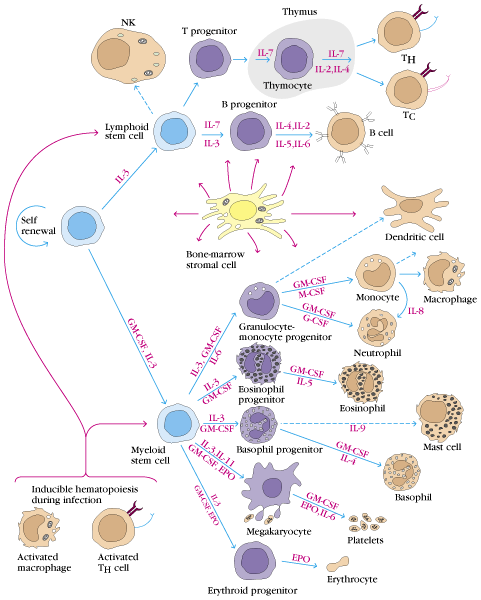 NK
T progenitor
Thymus
IL-7
IL-7
IL-2,IL-4
Thymocyte
TH
TC
B progenitor
Lymphoid
stem cell
IL-7
IL-3
IL-4,IL-2
IL-5,IL-6
B cell
IL-3
Self
renewal
Bone-marrow
stromal cell
Dendritic cell
GM-CSF
M-CSF
Monocyte
Macrophage
GM-CSF
G-CSF
IL-8
Granulocyte-
monocyte progenitor
Neutrophil
GM-CSF, IL-3
IL-3, GM-CSF
IL-6
IL-3
GM-CSF
Eosinophil
progenitor
GM-CSF
IL-5
Eosinophil
IL-3
GM-CSF
Basophil progenitor
IL-9
Mast cell
GM-CSF
IL-4
Basophil
Myeloid
stem cell
IL-3,IL-11
GM-CSF,EPO
Megakaryocyte
GM-CSF
EPO,IL-6
Platelets
IL-3
GM-CSF,EPO
Erythroid progenitor
EPO
Erythrocyte
Inducible hematopoiesis
during infection
Activated
macrophage
Activated
TH cell